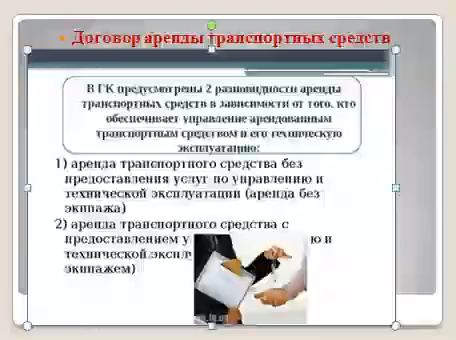 Договор аренды транспортных средств
В ГК предусмотрены 2 разновидности аренды
транспортных средств в зависимости от того, кто
обеспечивает управление арендованным
транспортным средством и его техническую
эксплуатацию:
1) аренда транспортного средства без
предоставления услуг по управлению и
технической эксплуатации (аренда без
экипажа)
2) аренда транспортного средства с
предоставлением у ю и
технической экспл
экипажем)